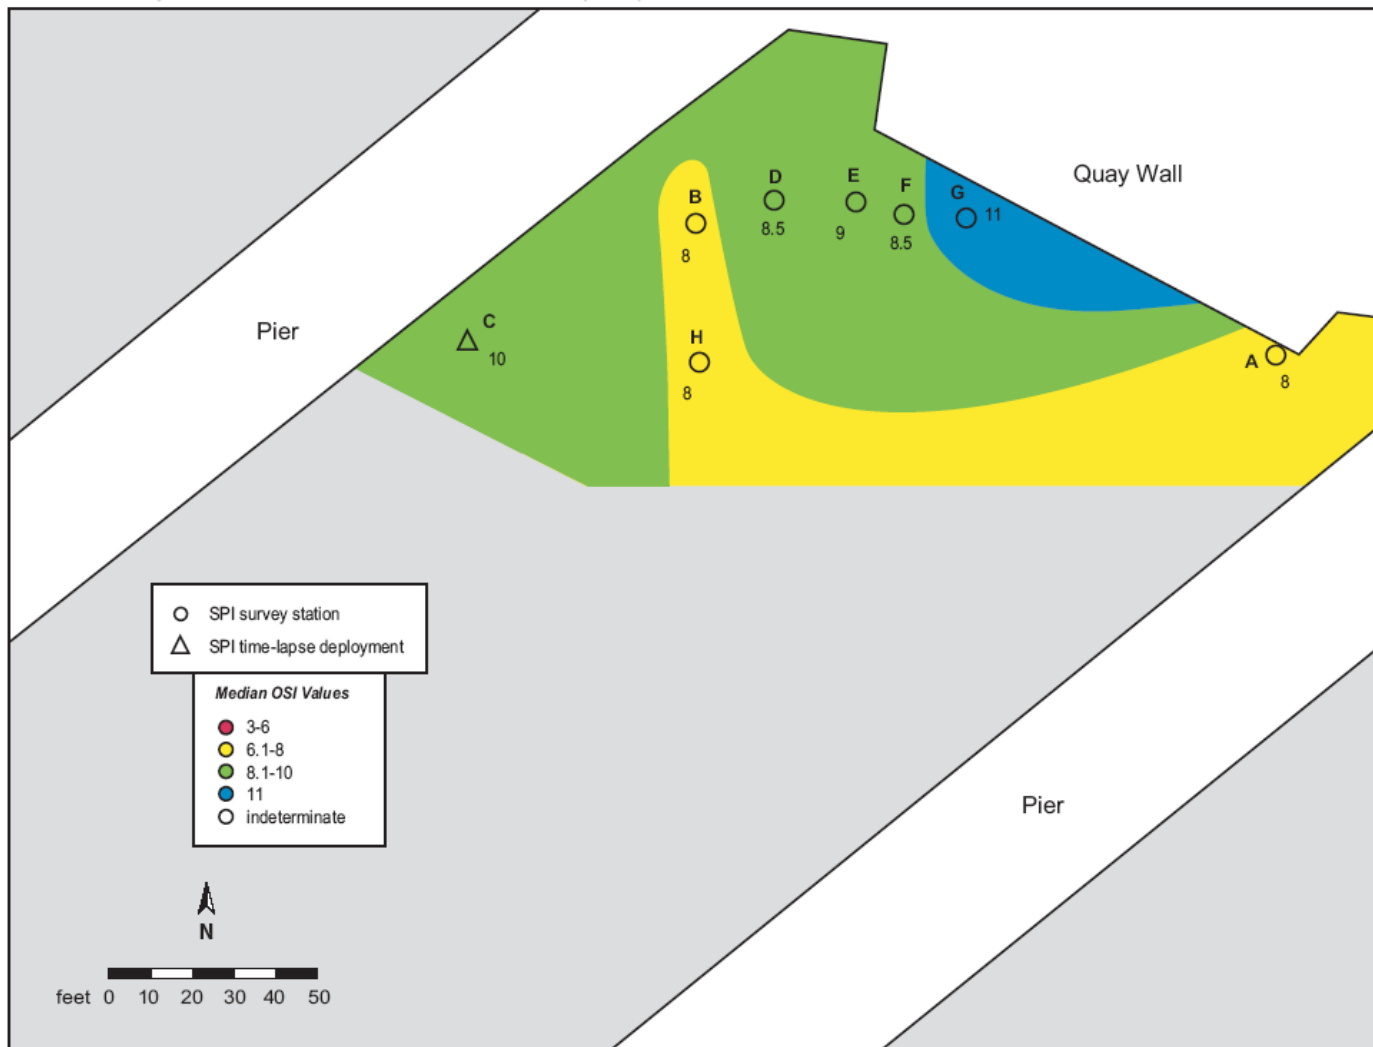 Quay Wall
D
8.5
E
9
F
8.5
G
11
B
8
Pier
C
10
H
8
A
8
SPI survey station
SPI time-lapse deployment
Median OSI Values
3-6
6.1-8
8.1-10
11
indeterminate
Pier
N
feet 0 10 20 30 40 50